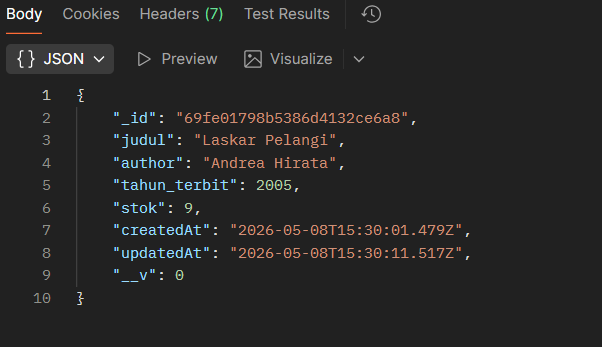 Body Cookies Headers (7) Test Results
{} JSON Preview Visualize
1 {
2 "_id": "69fe01798b5386d4132ce6a8",
3 "judul": "Laskar Pelangi",
4 "author": "Andrea Hirata",
5 "tahun_terbit": 2005,
6 "stok": 9,
7 "createdAt": "2026-05-08T15:30:01.479Z",
8 "updatedAt": "2026-05-08T15:30:11.517Z",
9 "__v": 0
10 }